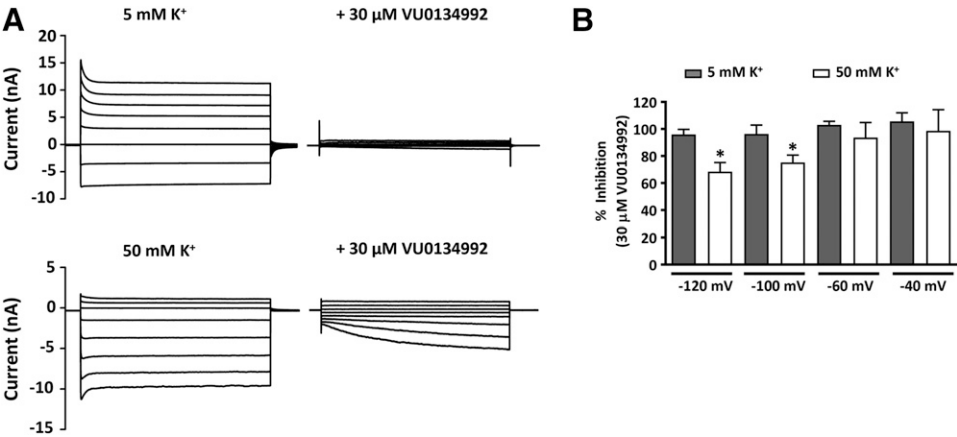 A
5 mM K⁺
+ 30 µM VU0134992
Current (nA)
20
15
10
5
0
-5
-10
50 mM K⁺
+ 30 µM VU0134992
Current (nA)
5
0
-5
-10
-15
B
5 mM K⁺
50 mM K⁺
% Inhibition
(30 µM VU0134992)
120
100
80
60
40
20
0
*
*
-120 mV
-100 mV
-60 mV
-40 mV